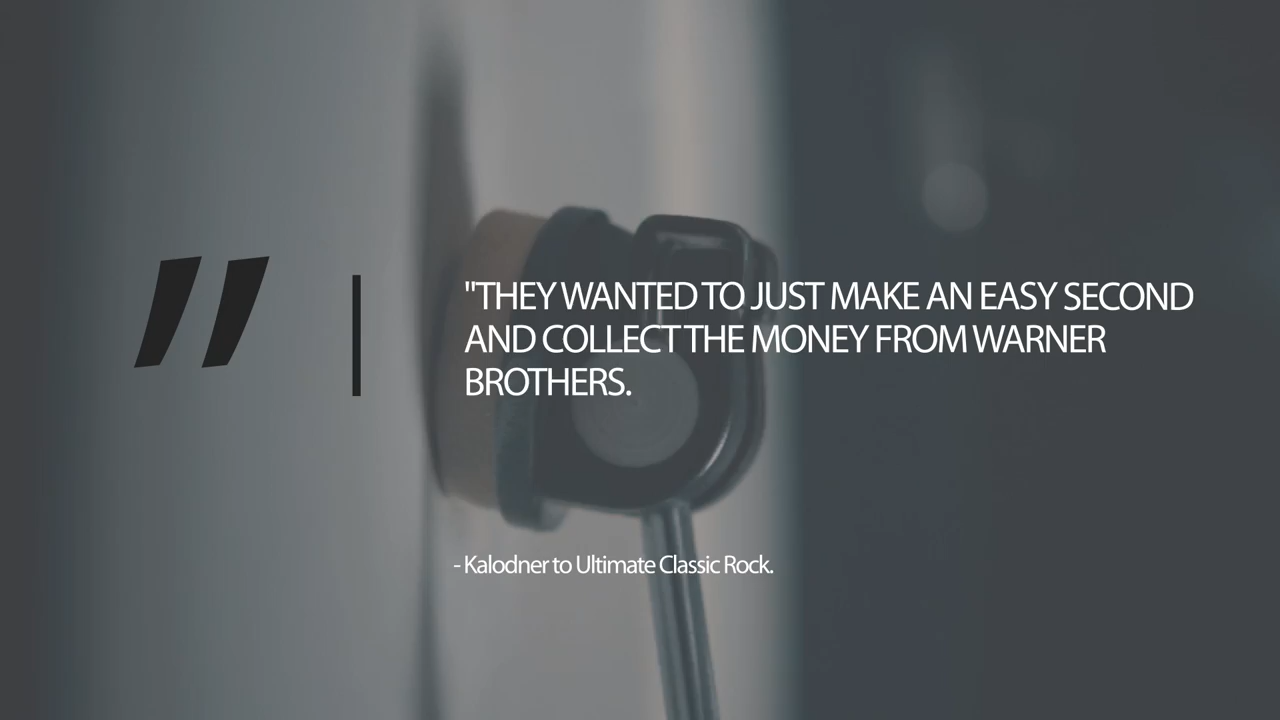 "THEY WANTED TO JUST MAKE AN EASY SECOND
AND COLLECT THE MONEY FROM WARNER
BROTHERS.
- Kalodner to Ultimate Classic Rock.